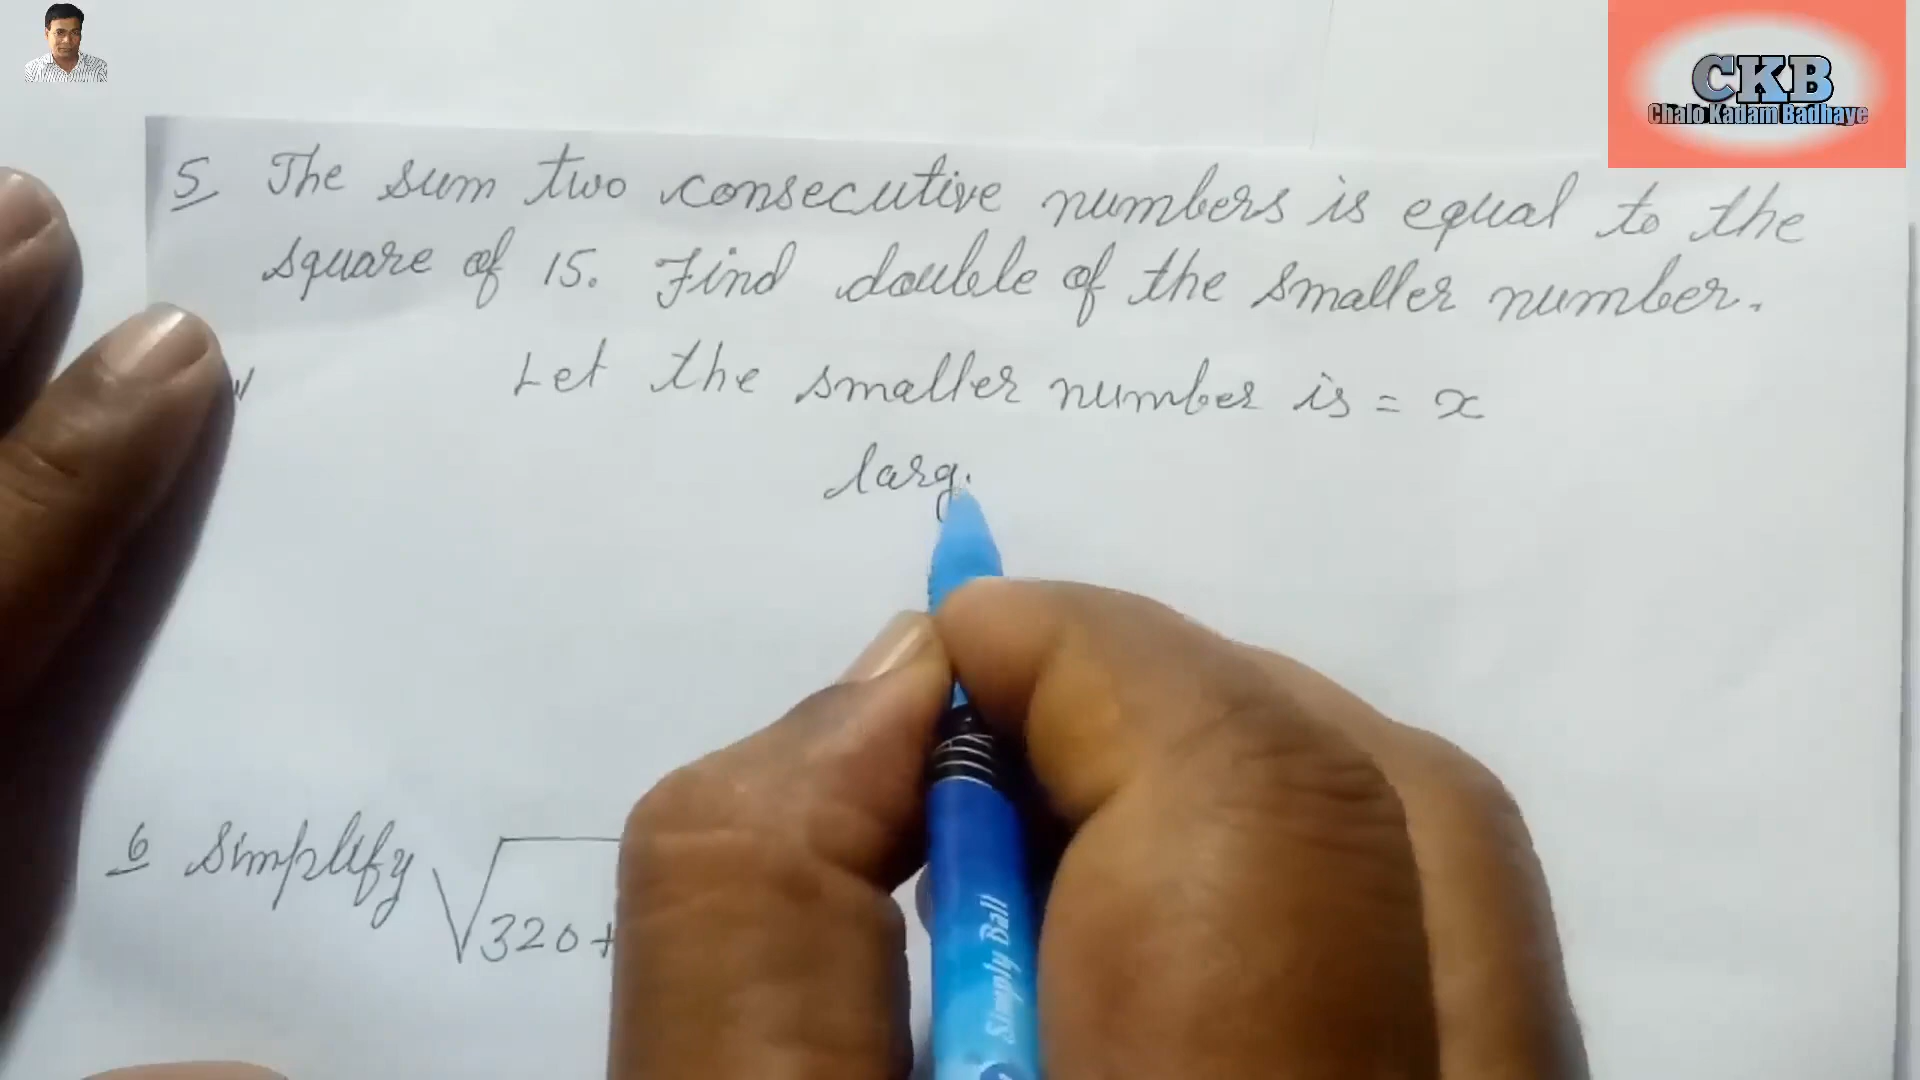 CKB
Chalo Kadam Badhaye
5 The sum two consecutive numbers is equal to the
square of 15. Find double of the smaller number.
Let the smaller number is = x
larg
6 Simplify √320+
Simply Ball